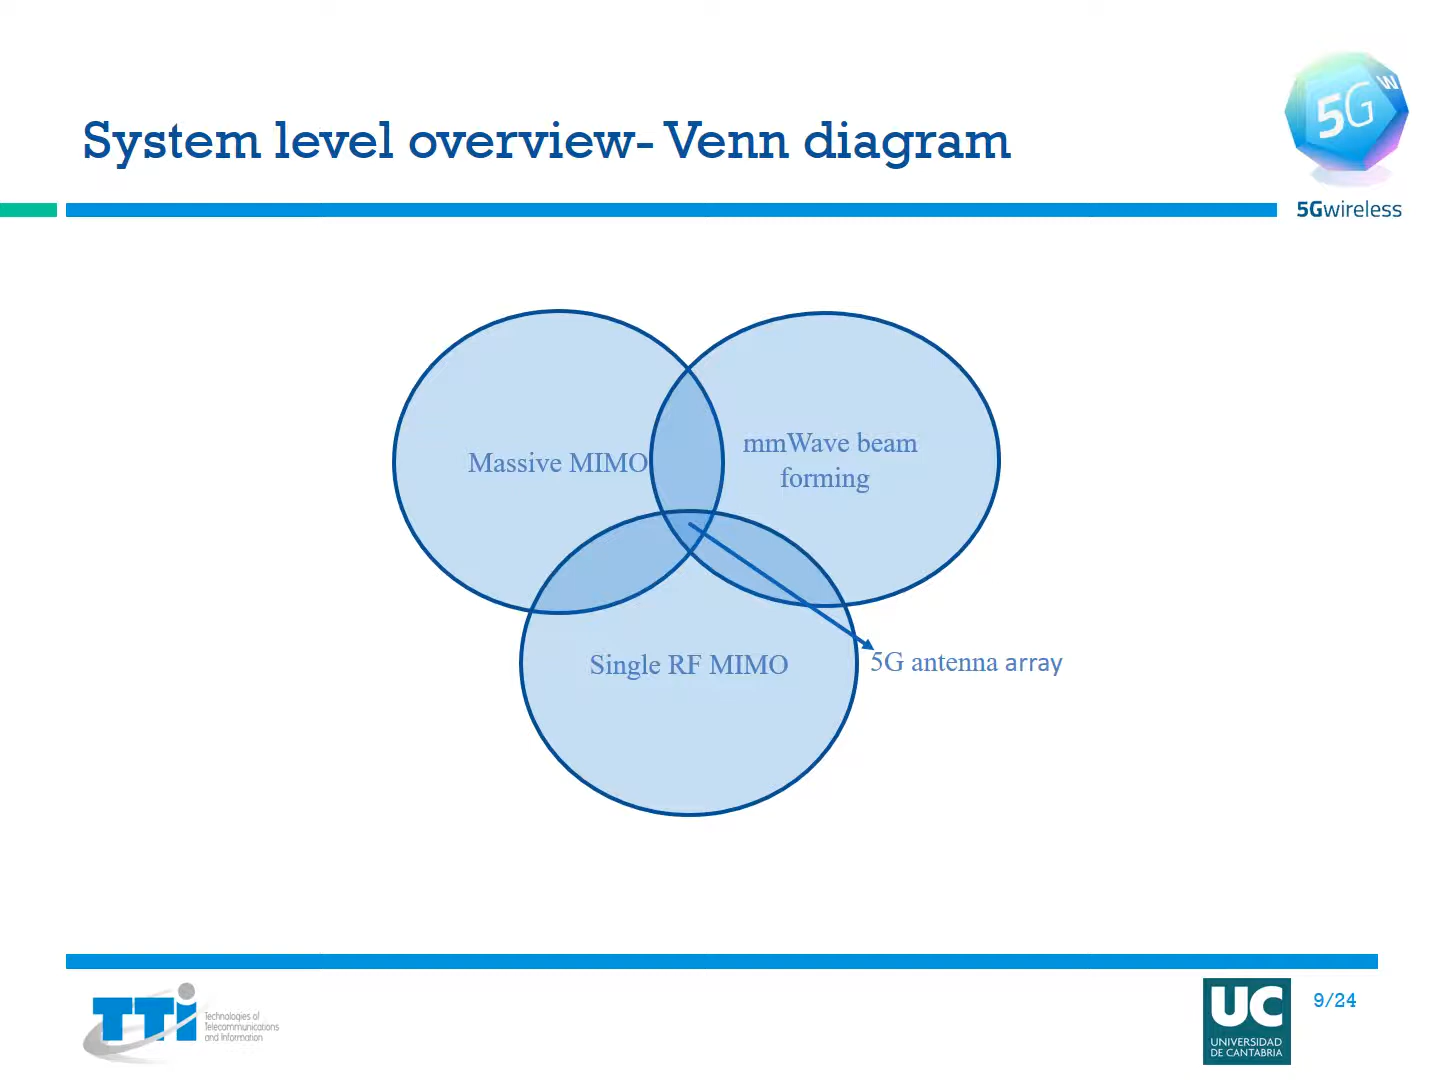 5G W
System level overview- Venn diagram
5Gwireless
Massive MIMO
mmWave beam
forming
Single RF MIMO
5G antenna array
TTi
Technologies of
Telecommunications
and Information
UC
UNIVERSIDAD
DE CANTABRIA
9/24